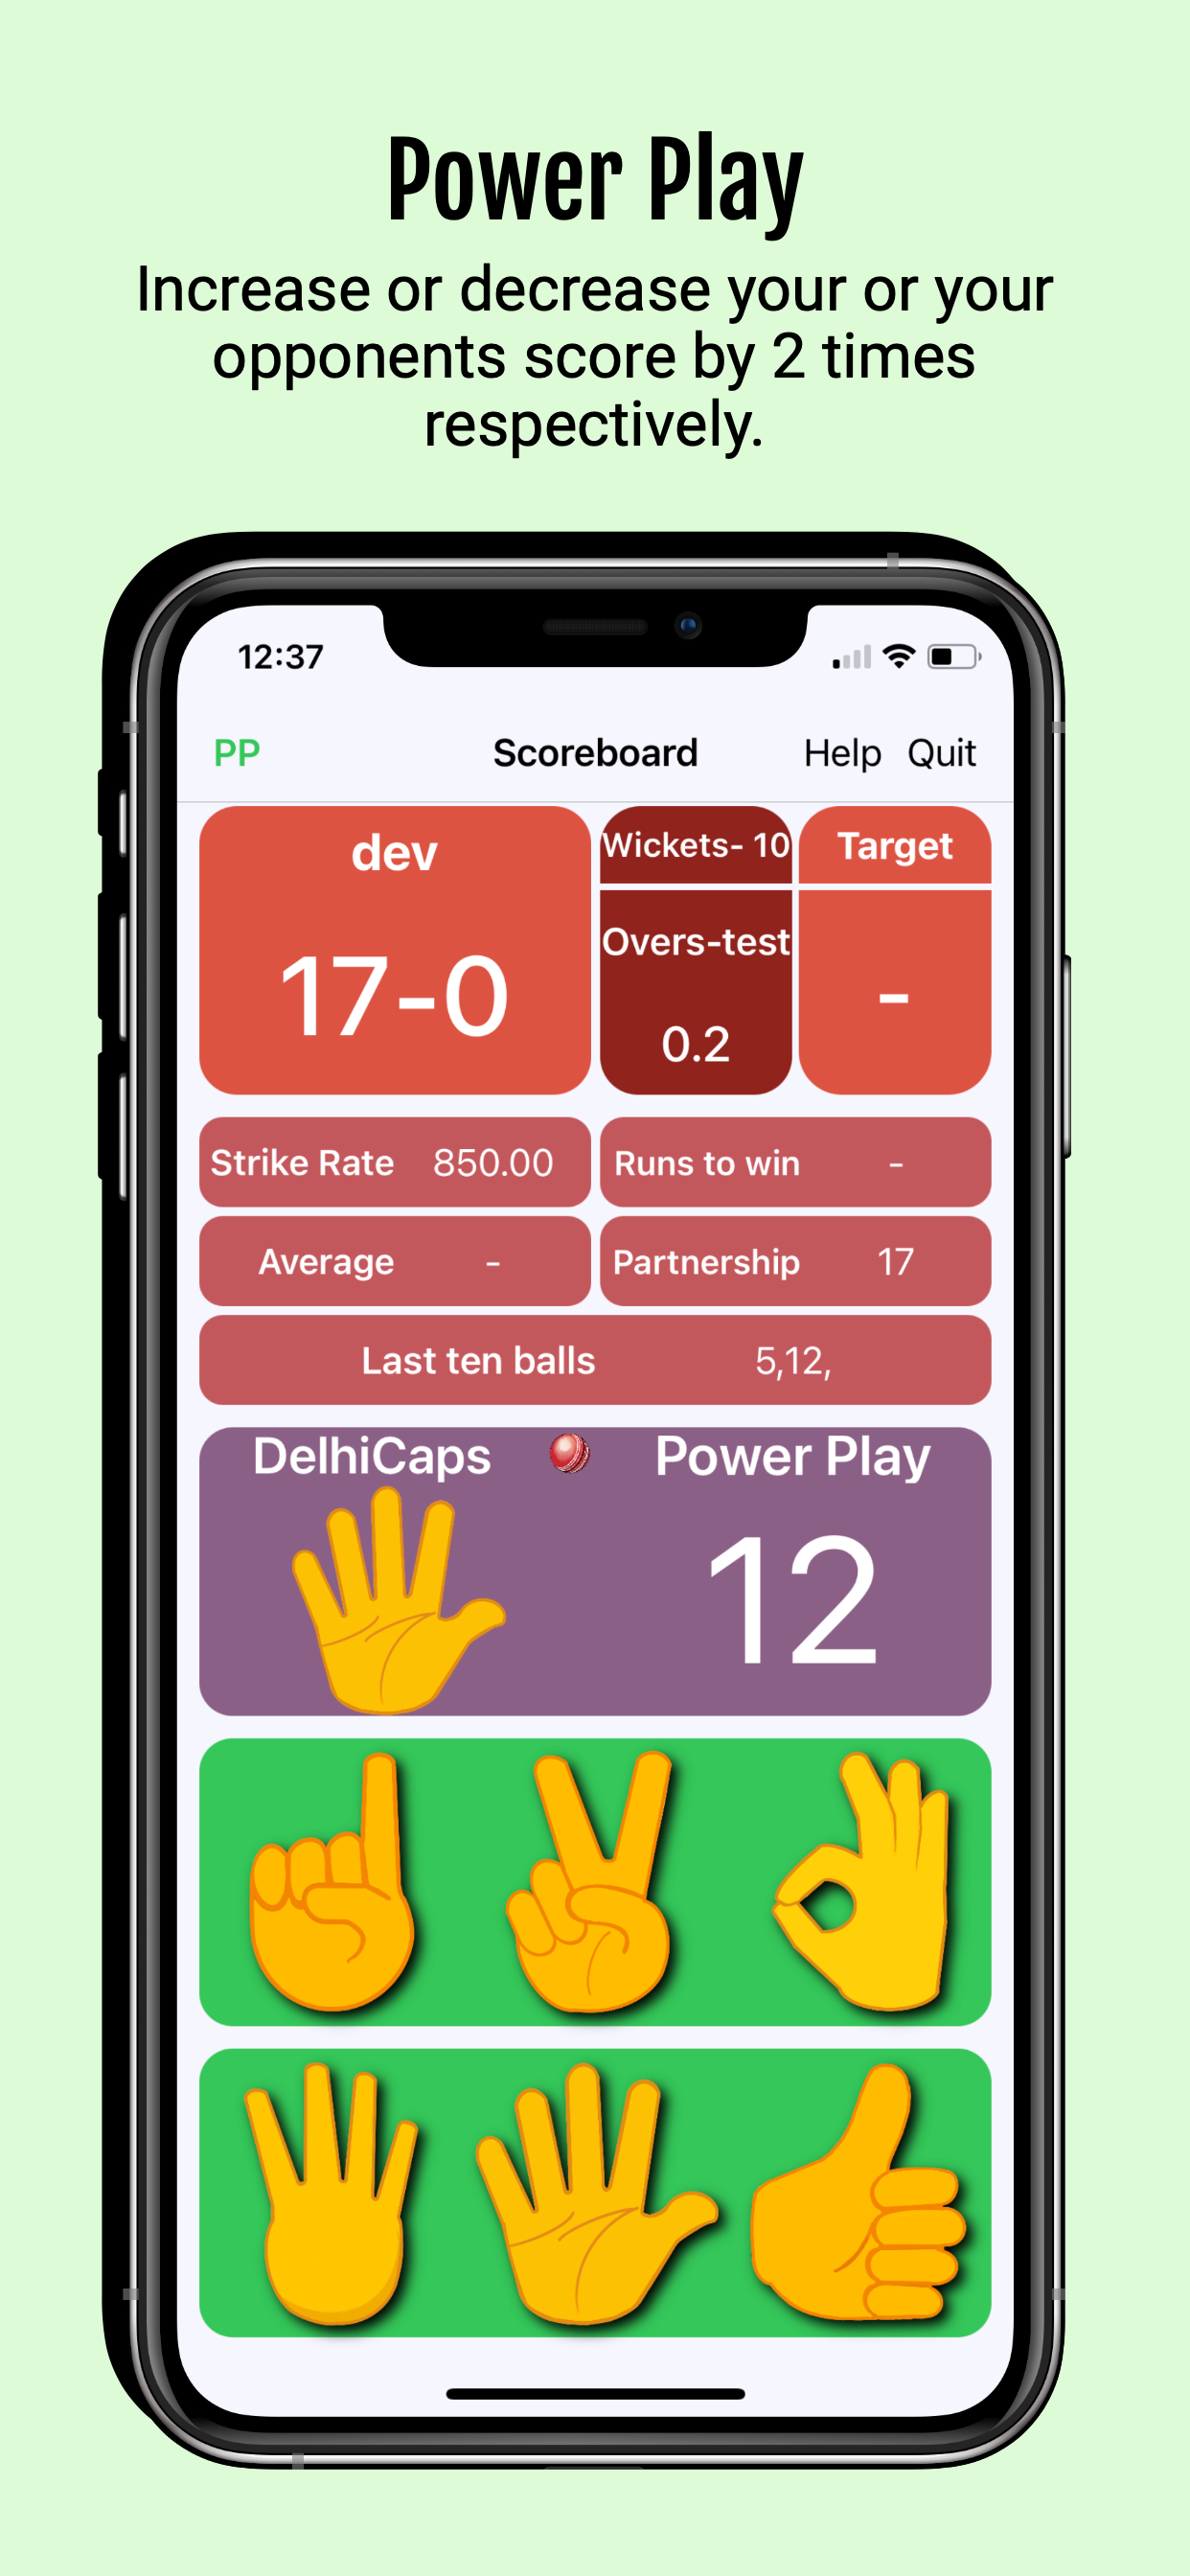 Power Play
Increase or decrease your or your
opponents score by 2 times
respectively.
12:37
PP Scoreboard Help Quit
dev
17-0
Wickets- 10
Overs-test
0.2
Target
-
Strike Rate 850.00
Runs to win -
Average -
Partnership 17
Last ten balls 5,12,
DelhiCaps Power Play
12